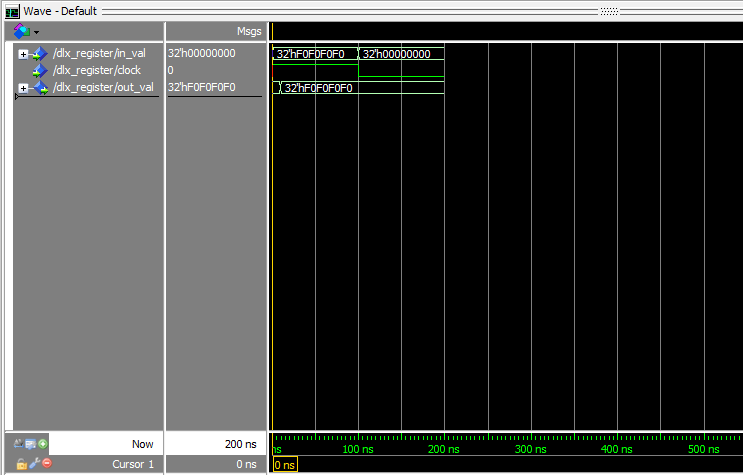 Wave - Default
Msgs
/dlx_register/in_val 32'h00000000 32'hF0F0F0F0 32'h00000000
/dlx_register/clock 0
/dlx_register/out_val 32'hF0F0F0F0 32'hF0F0F0F0
Now 200 ns ns 100 ns 200 ns 300 ns 400 ns 500 ns
Cursor 1 0 ns 0 ns